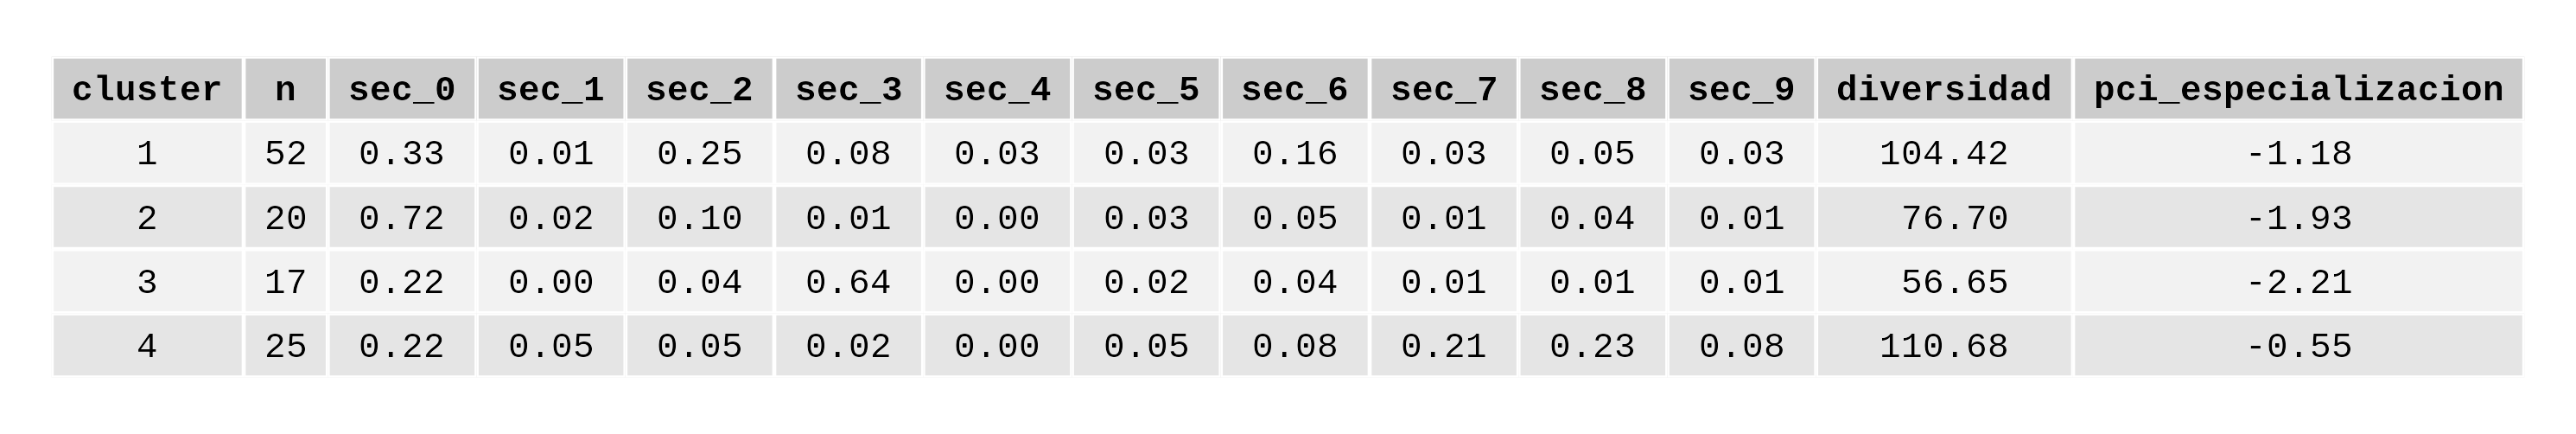 cluster n sec_0 sec_1 sec_2 sec_3 sec_4 sec_5 sec_6 sec_7 sec_8 sec_9 diversidad pci_especializacion
1 52 0.33 0.01 0.25 0.08 0.03 0.03 0.16 0.03 0.05 0.03 104.42 -1.18
2 20 0.72 0.02 0.10 0.01 0.00 0.03 0.05 0.01 0.04 0.01 76.70 -1.93
3 17 0.22 0.00 0.04 0.64 0.00 0.02 0.04 0.01 0.01 0.01 56.65 -2.21
4 25 0.22 0.05 0.05 0.02 0.00 0.05 0.08 0.21 0.23 0.08 110.68 -0.55